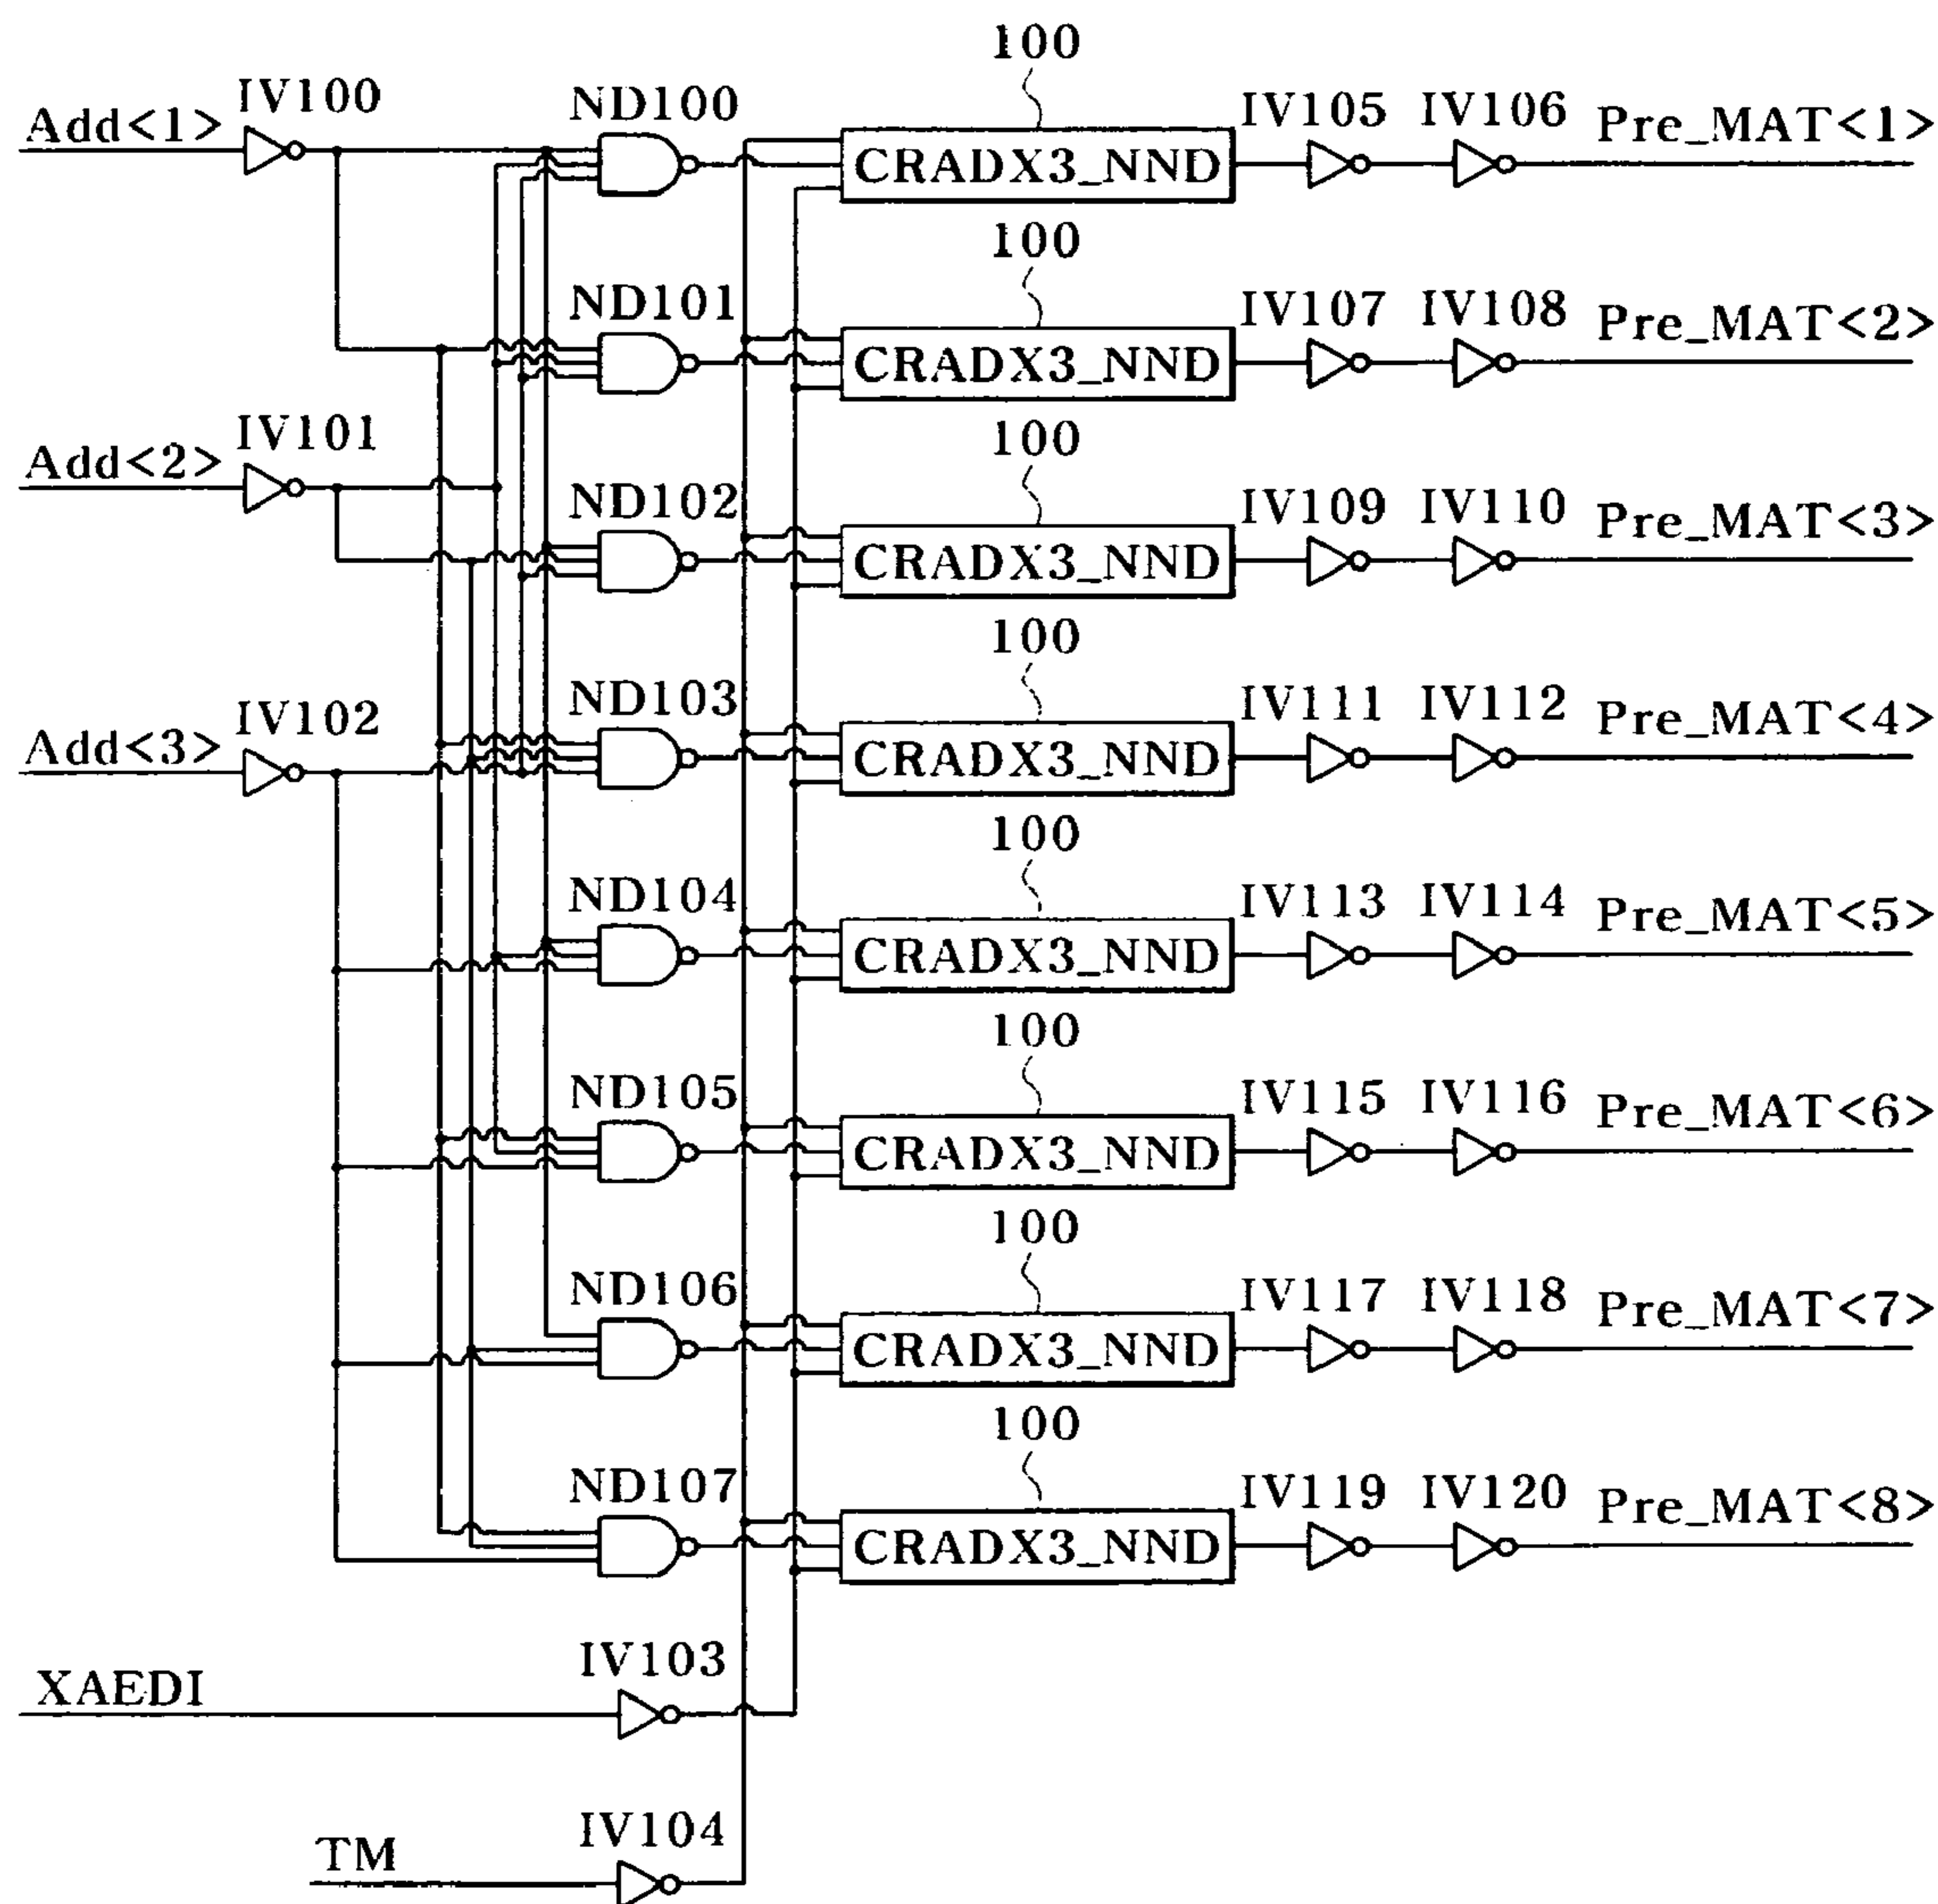 100
Add<1> IV100 ND100 CRADX3_NND IV105 IV106 Pre_MAT<1>
100
ND101 CRADX3_NND IV107 IV108 Pre_MAT<2>
100
Add<2> IV101 ND102 CRADX3_NND IV109 IV110 Pre_MAT<3>
100
Add<3> IV102 ND103 CRADX3_NND IV111 IV112 Pre_MAT<4>
100
ND104 CRADX3_NND IV113 IV114 Pre_MAT<5>
100
ND105 CRADX3_NND IV115 IV116 Pre_MAT<6>
100
ND106 CRADX3_NND IV117 IV118 Pre_MAT<7>
100
ND107 CRADX3_NND IV119 IV120 Pre_MAT<8>
XAEDI IV103
TM IV104